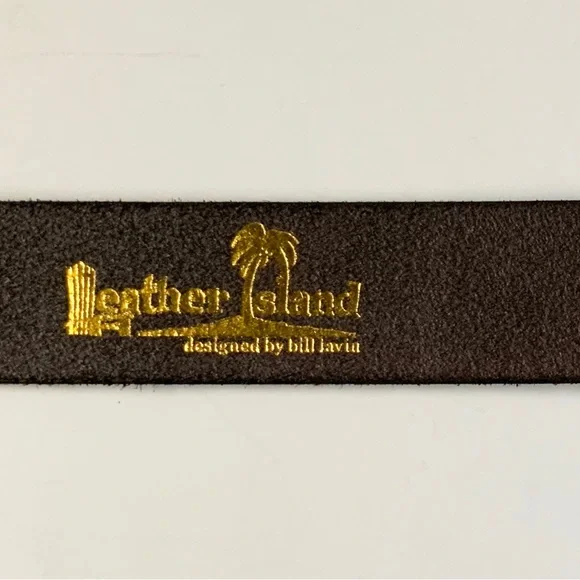 Leather Island
designed by bill lavin